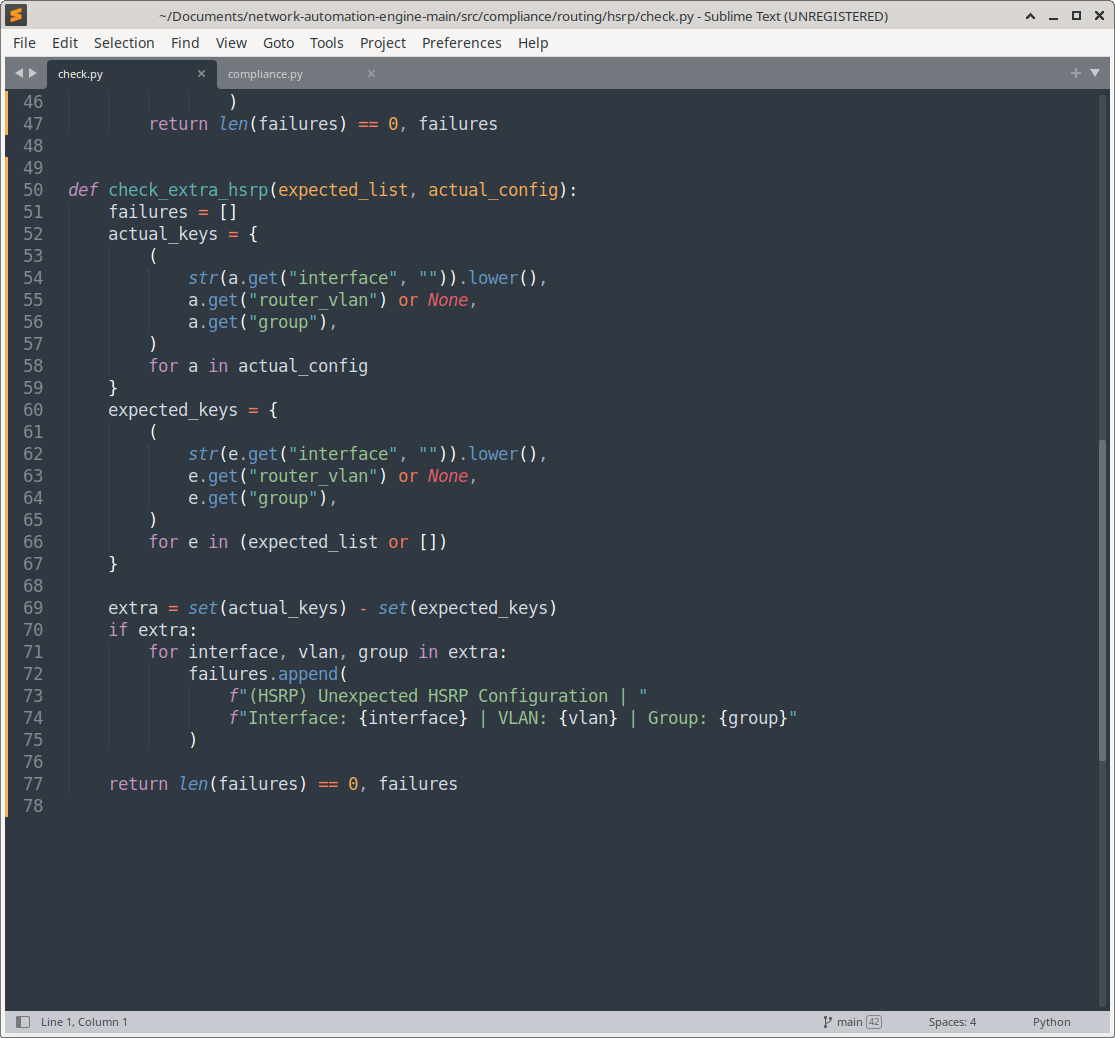 ~/Documents/network-automation-engine-main/src/compliance/routing/hsrp/check.py - Sublime Text (UNREGISTERED)
File Edit Selection Find View Goto Tools Project Preferences Help
check.py compliance.py
46                 )
47         return len(failures) == 0, failures
48
49
50 def check_extra_hsrp(expected_list, actual_config):
51     failures = []
52     actual_keys = {
53         (
54             str(a.get("interface", "")).lower(),
55             a.get("router_vlan") or None,
56             a.get("group"),
57         )
58         for a in actual_config
59     }
60     expected_keys = {
61         (
62             str(e.get("interface", "")).lower(),
63             e.get("router_vlan") or None,
64             e.get("group"),
65         )
66         for e in (expected_list or [])
67     }
68
69     extra = set(actual_keys) - set(expected_keys)
70     if extra:
71         for interface, vlan, group in extra:
72             failures.append(
73                 f"(HSRP) Unexpected HSRP Configuration | "
74                 f"Interface: {interface} | VLAN: {vlan} | Group: {group}"
75             )
76
77     return len(failures) == 0, failures
78
Line 1, Column 1 main 42 Spaces: 4 Python